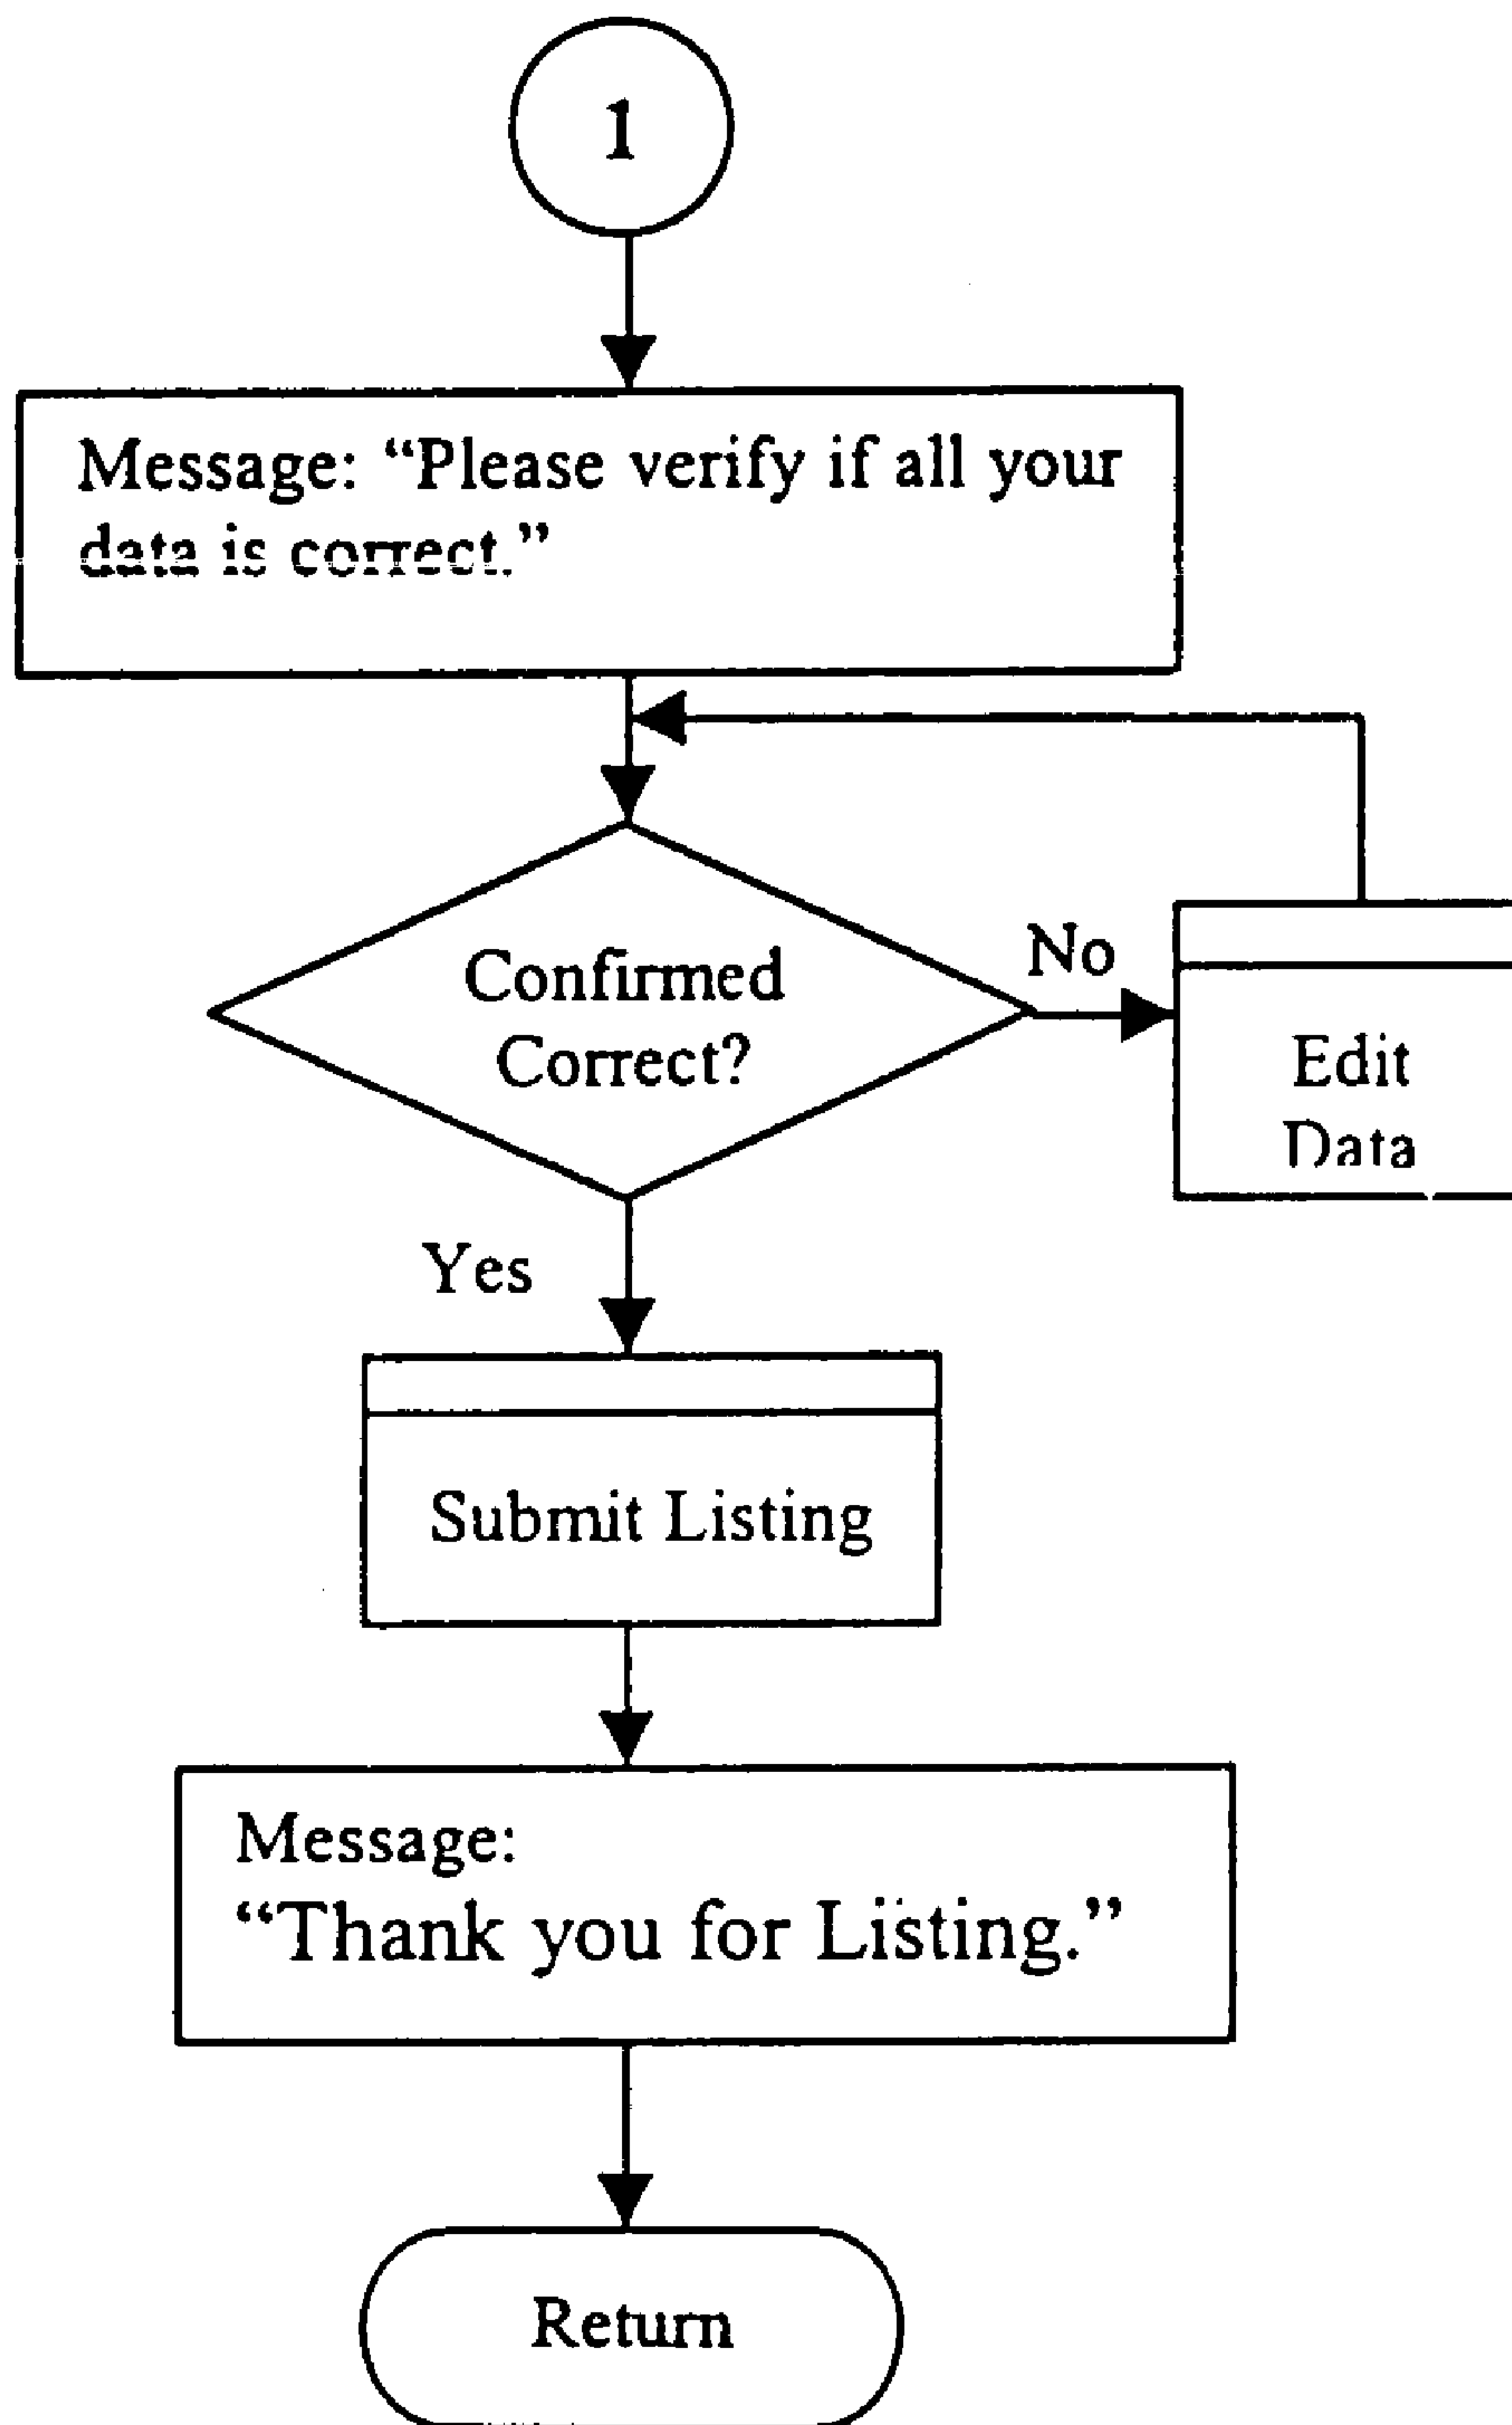 1
Message: “Please verify if all your
data is correct.”
Confirmed
Correct?
No
Edit
Data
Yes
Submit Listing
Message:
“Thank you for Listing.”
Return